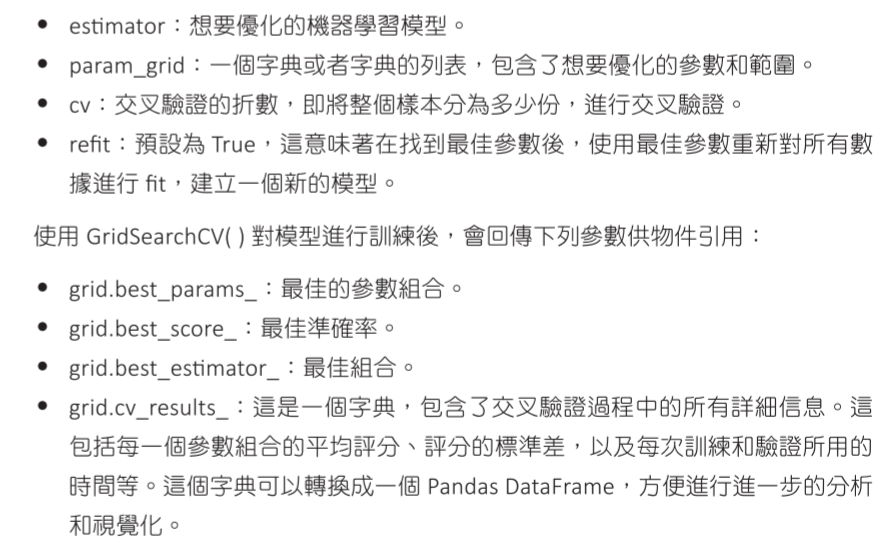 • estimator：想要優化的機器學習模型。
• param_grid：一個字典或者字典的列表，包含了想要優化的參數和範圍。
• cv：交叉驗證的折數，即將整個樣本分為多少份，進行交叉驗證。
• refit：預設為 True，這意味著在找到最佳參數後，使用最佳參數重新對所有數
據進行 fit，建立一個新的模型。
使用 GridSearchCV( ) 對模型進行訓練後，會回傳下列參數供物件引用：
• grid.best_params_：最佳的參數組合。
• grid.best_score_：最佳準確率。
• grid.best_estimator_：最佳組合。
• grid.cv_results_：這是一個字典，包含了交叉驗證過程中的所有詳細信息。這
包括每一個參數組合的平均評分、評分的標準差，以及每次訓練和驗證所用的
時間等。這個字典可以轉換成一個 Pandas DataFrame，方便進行進一步的分析
和視覺化。